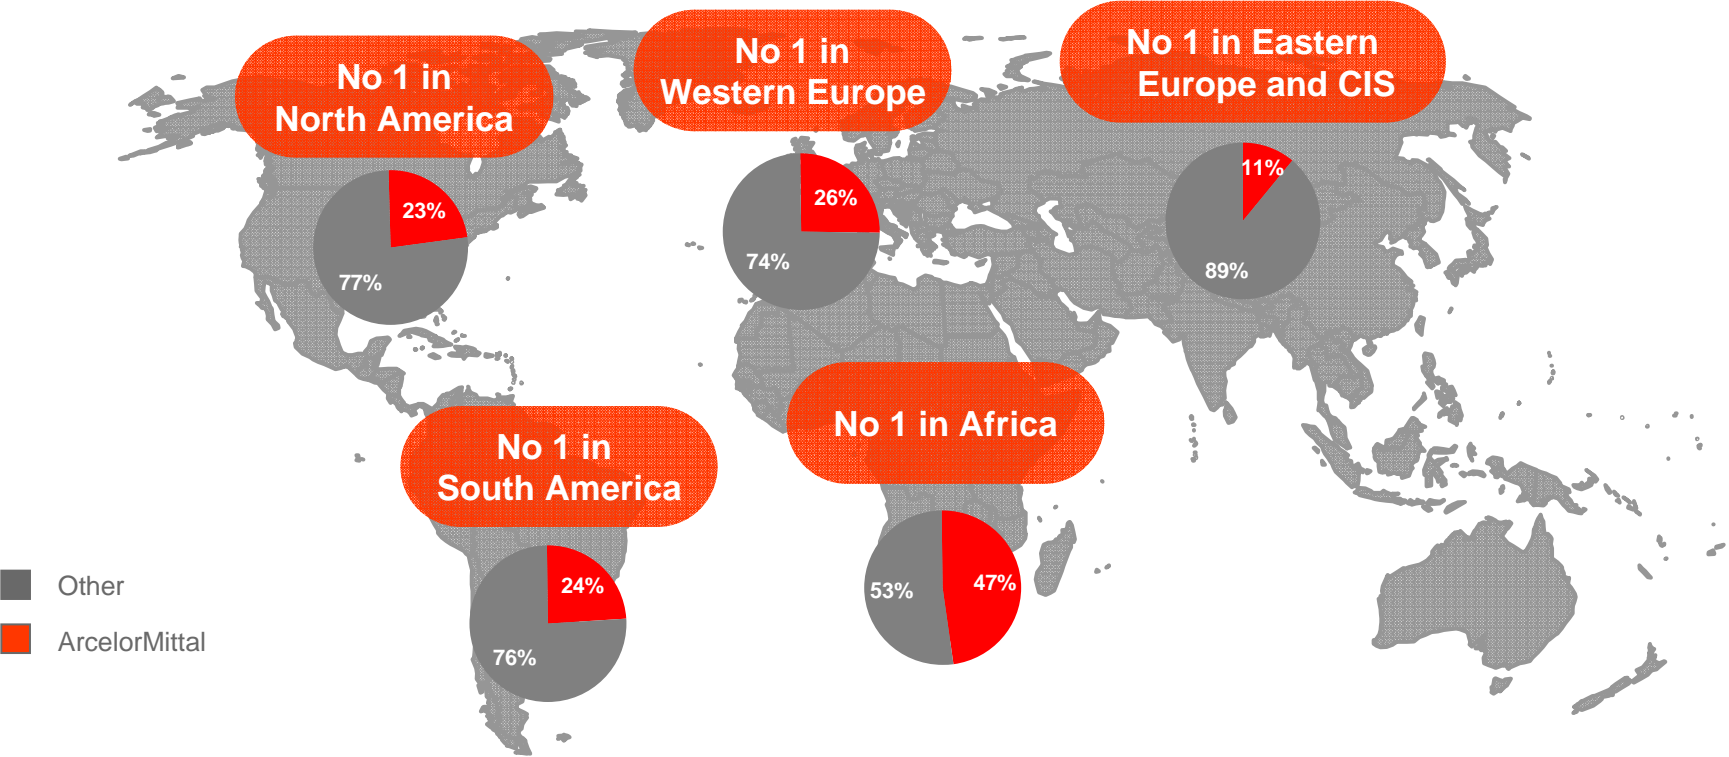 No 1 in
North America
23%
77%
No 1 in
Western Europe
26%
74%
No 1 in Eastern
Europe and CIS
11%
89%
No 1 in
South America
24%
76%
No 1 in Africa
53%
47%
Other
ArcelorMittal